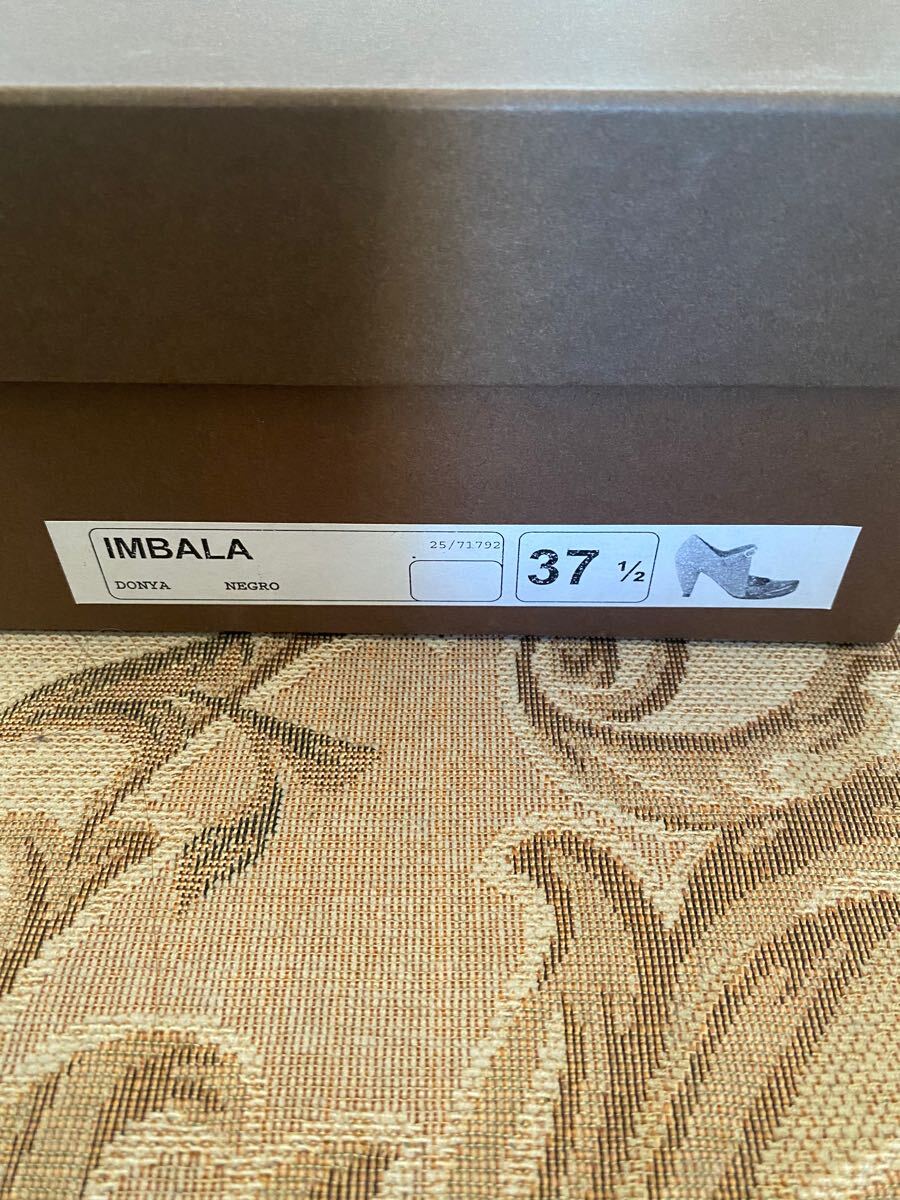 IMBALA 25/71792
DONYA NEGRO
37 ½